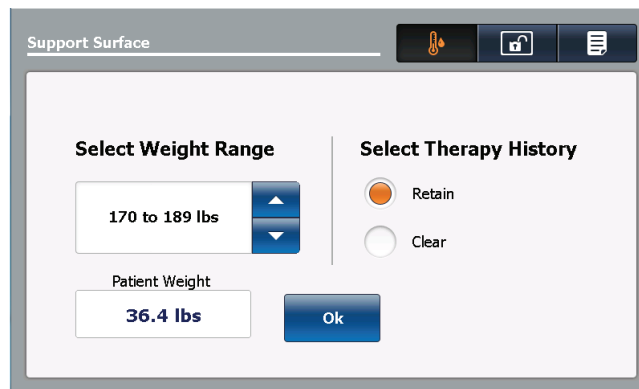 Support Surface
Select Weight Range
170 to 189 lbs
Patient Weight
36.4 lbs
Select Therapy History
Retain
Clear
Ok